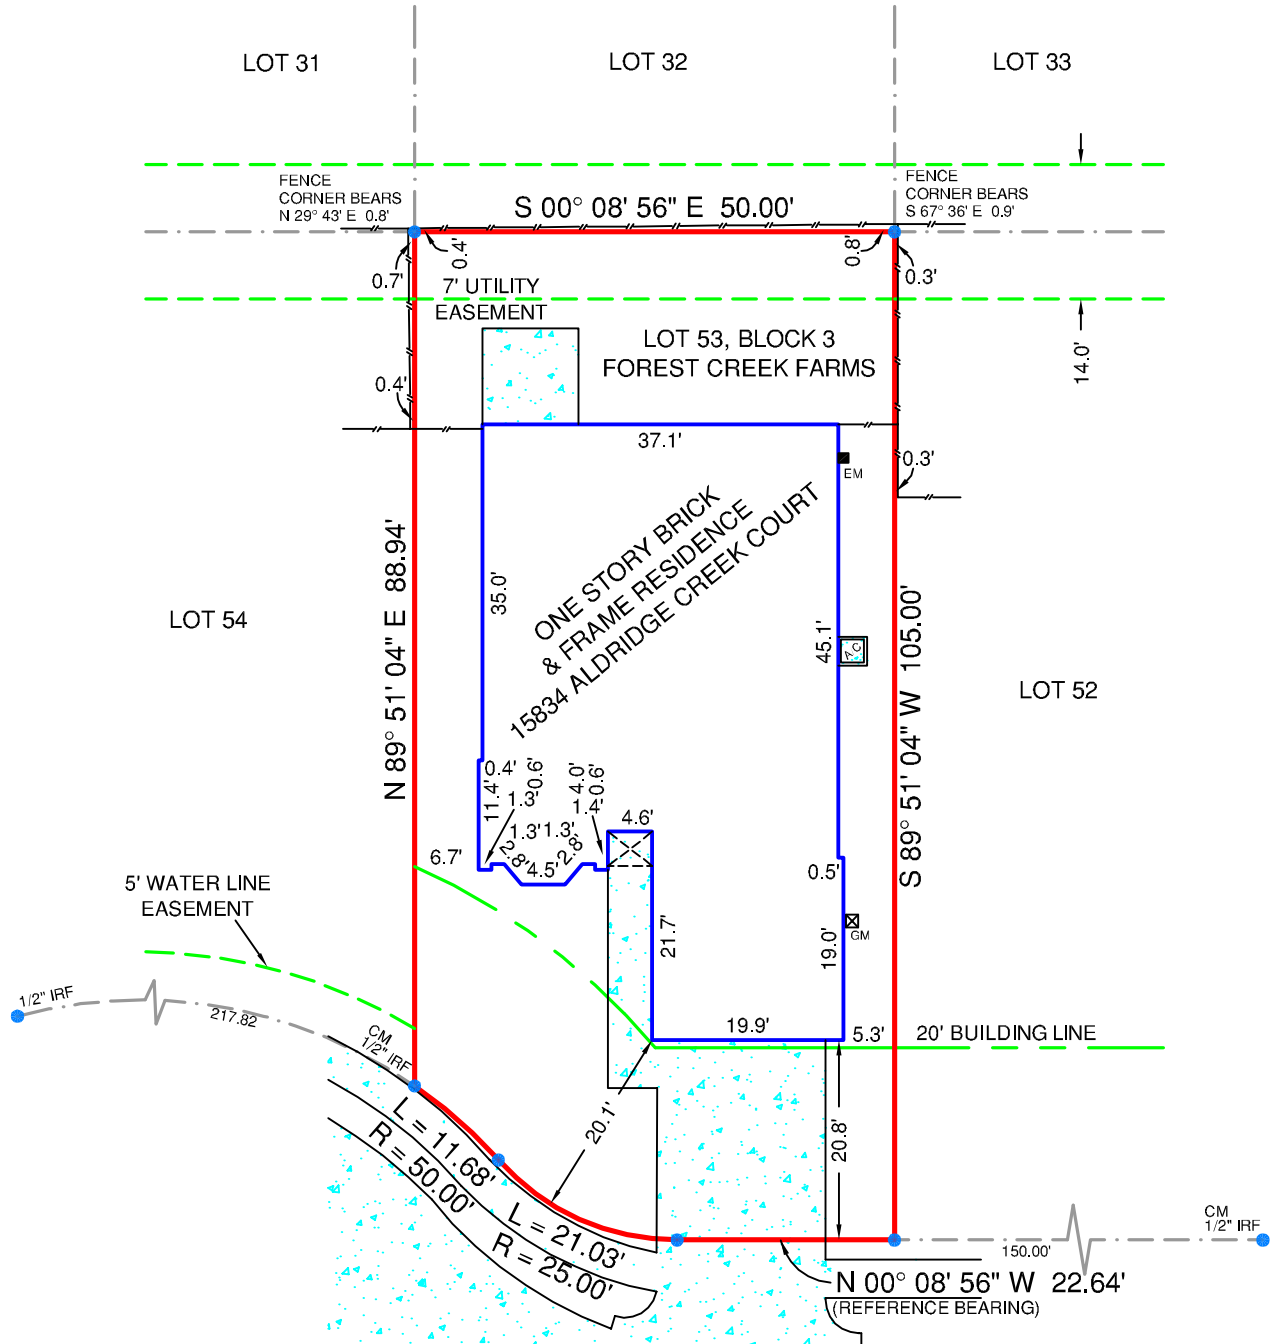 LOT 31
LOT 32
LOT 33
FENCE
CORNER BEARS
N 29° 43' E 0.8'
S 00° 08' 56" E 50.00'
FENCE
CORNER BEARS
S 67° 36' E 0.9'
0.4'
0.8'
0.7'
0.3'
7' UTILITY
EASEMENT
LOT 53, BLOCK 3
FOREST CREEK FARMS
14.0'
0.4'
37.1'
0.3'
EM
ONE STORY BRICK
& FRAME RESIDENCE
15834 ALDRIDGE CREEK COURT
N 89° 51' 04" E 88.94'
35.0'
45.1'
A.C
S 89° 51' 04" W 105.00'
LOT 54
LOT 52
0.4'
0.6'
4.0'
0.6'
11.4'
1.3'
1.4'
4.6'
1.3'
1.3'
2.8'
4.5'
2.8'
6.7'
0.5'
5' WATER LINE
EASEMENT
21.7'
19.0'
GM
1/2" IRF
217.82
CM
1/2" IRF
19.9'
5.3'
20' BUILDING LINE
20.1'
20.8'
L = 11.68'
R = 50.00'
L = 21.03'
R = 25.00'
CM
1/2" IRF
150.00'
N 00° 08' 56" W 22.64'
(REFERENCE BEARING)